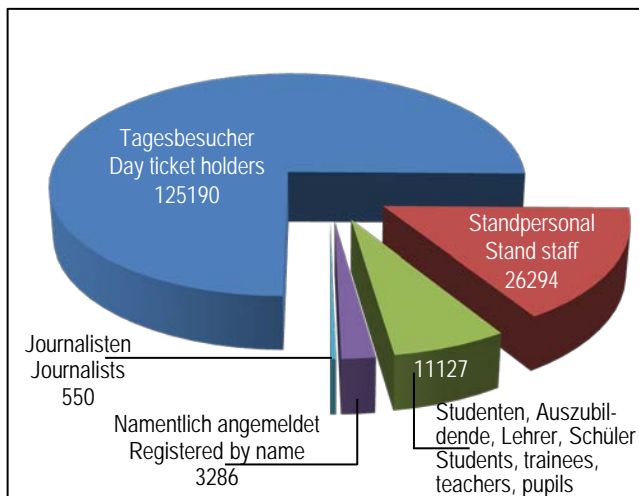 Tagesbesucher
Day ticket holders
125190
Standpersonal
Stand staff
26294
11127
Studenten, Auszubil-
dende, Lehrer, Schüler
Students, trainees,
teachers, pupils
Namentlich angemeldet
Registered by name
3286
Journalisten
Journalists
550